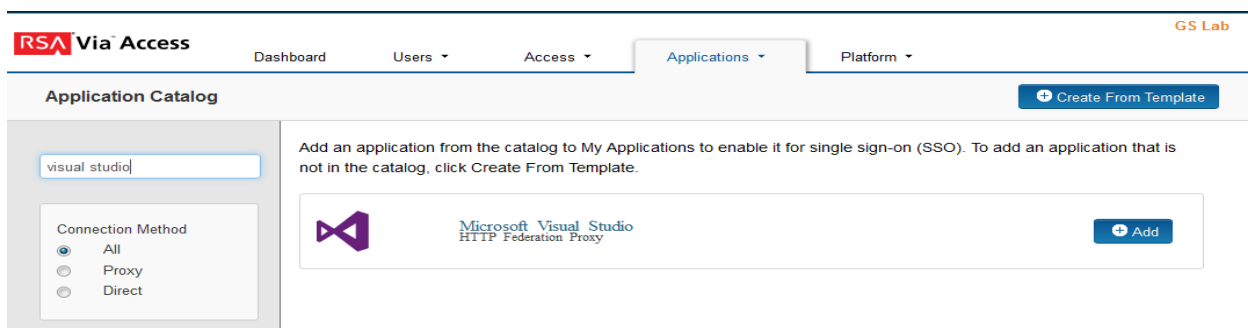 GS Lab
RSA Via Access
Dashboard Users Access Applications Platform
Application Catalog
Create From Template
visual studio
Add an application from the catalog to My Applications to enable it for single sign-on (SSO). To add an application that is
not in the catalog, click Create From Template.
Connection Method
All
Proxy
Direct
Microsoft Visual Studio
HTTP Federation Proxy
Add